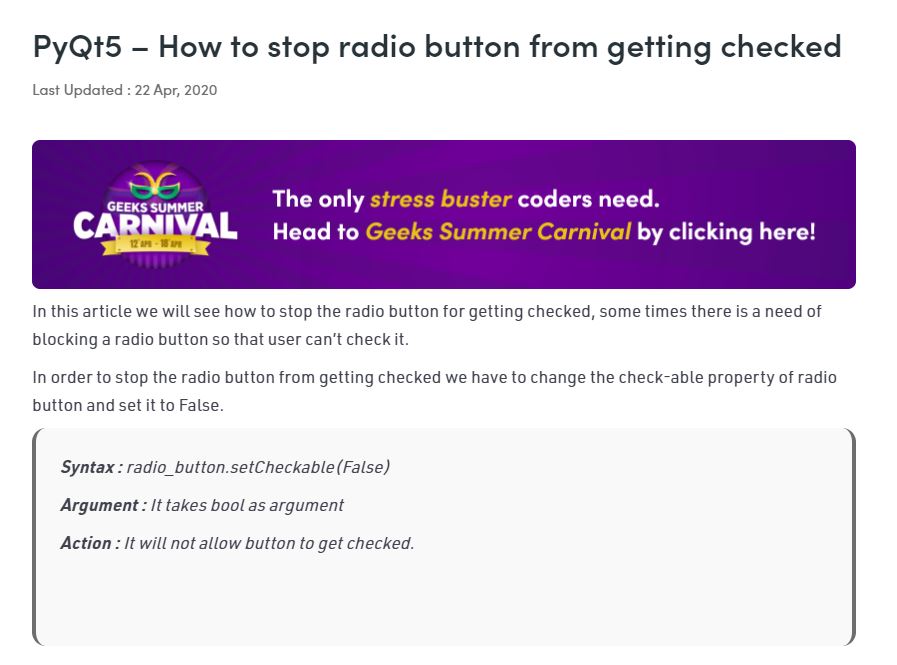 PyQt5 – How to stop radio button from getting checked
Last Updated : 22 Apr, 2020
GEEKS SUMMER
CARNIVAL
12 APR - 18 APR
The only stress buster coders need.
Head to Geeks Summer Carnival by clicking here!
In this article we will see how to stop the radio button for getting checked, some times there is a need of
blocking a radio button so that user can’t check it.
In order to stop the radio button from getting checked we have to change the check-able property of radio
button and set it to False.
Syntax : radio_button.setCheckable(False)
Argument : It takes bool as argument
Action : It will not allow button to get checked.